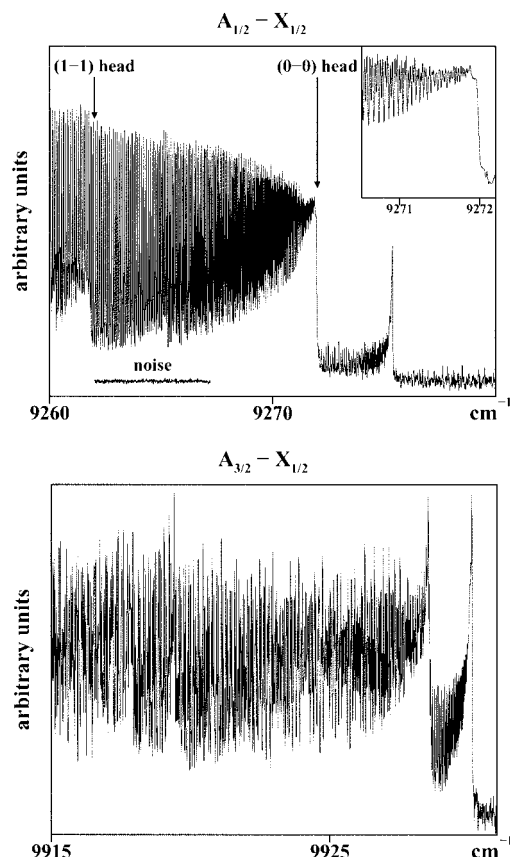 A1/2 − X1/2
(1−1) head
(0−0) head
9271
9272
arbitrary units
noise
9260
9270
cm−1
A3/2 − X1/2
arbitrary units
9915
9925
cm